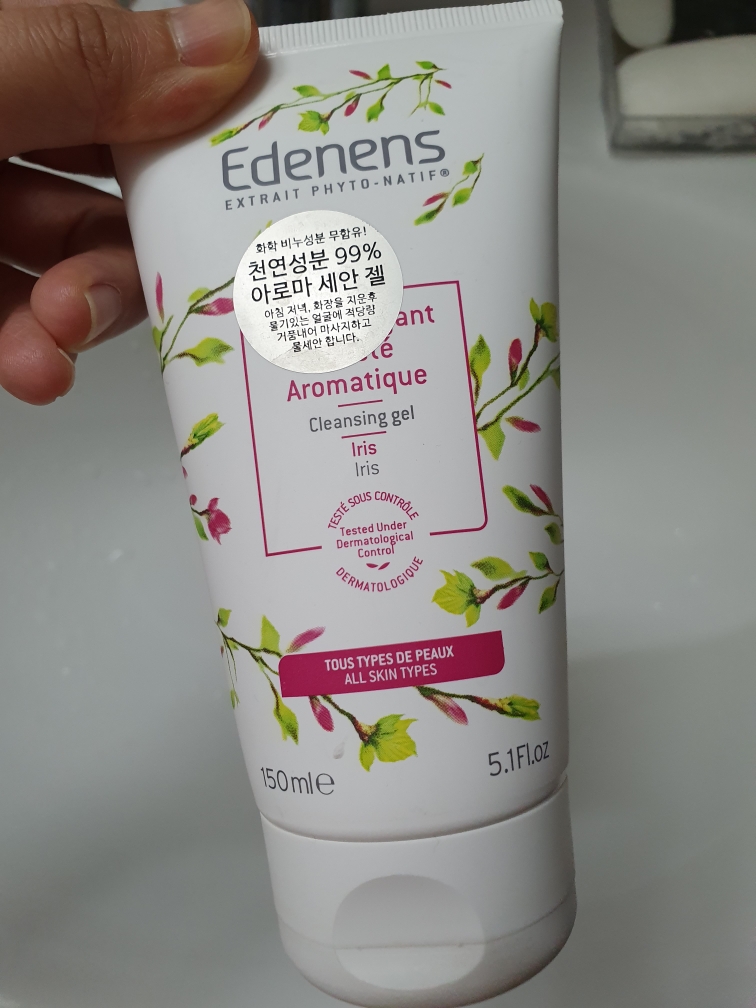 Edenens
EXTRAIT PHYTO-NATIF®
화학 비누성분 무함유!
천연성분 99%
아로마 세안 젤
아침 저녁, 화장을 지운후
물기있는 얼굴에 적당량
거품내어 마사지하고
물세안 합니다.
Aromatique
Cleansing gel
Iris
Iris
TESTÉ SOUS CONTRÔLE
Tested Under
Dermatological
Control
DERMATOLOGIQUE
TOUS TYPES DE PEAUX
ALL SKIN TYPES
150ml℮
5.1Fl.oz